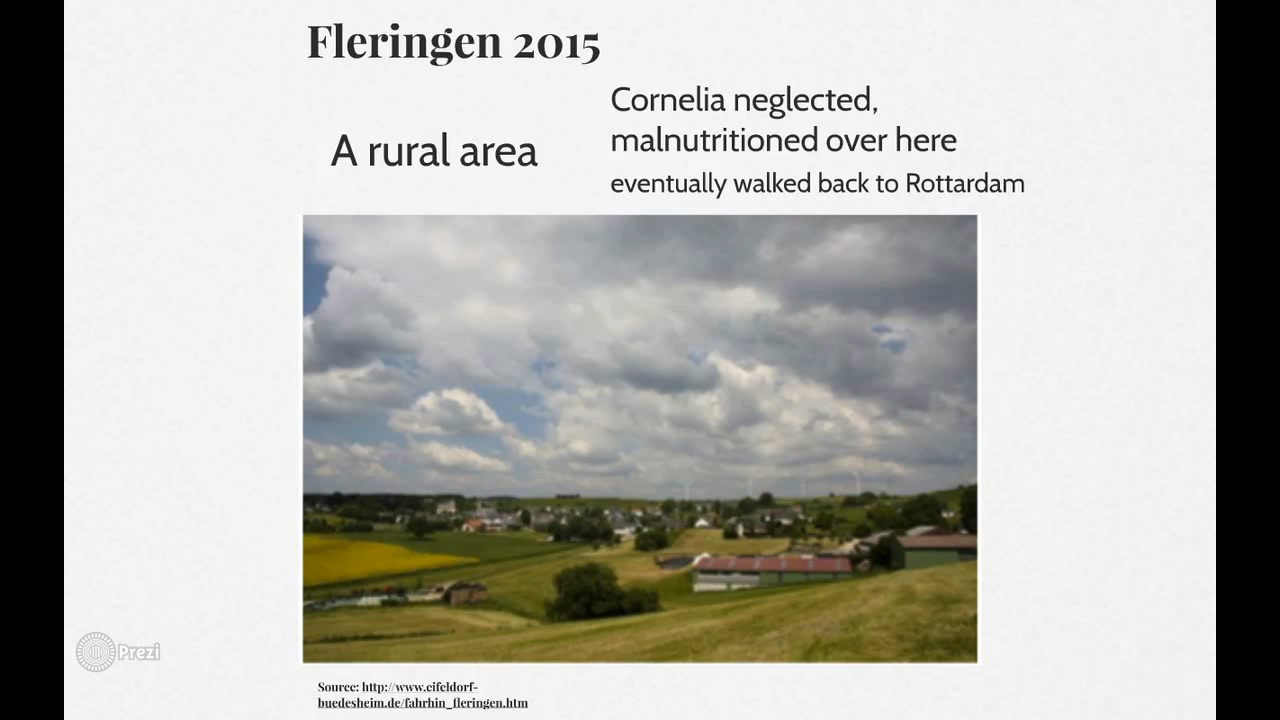 Fleringen 2015
A rural area
Cornelia neglected,
malnutritioned over here
eventually walked back to Rottardam
Prezi
Source: http://www.eifeldorf-
buedesheim.de/fahrhin_fleringen.htm